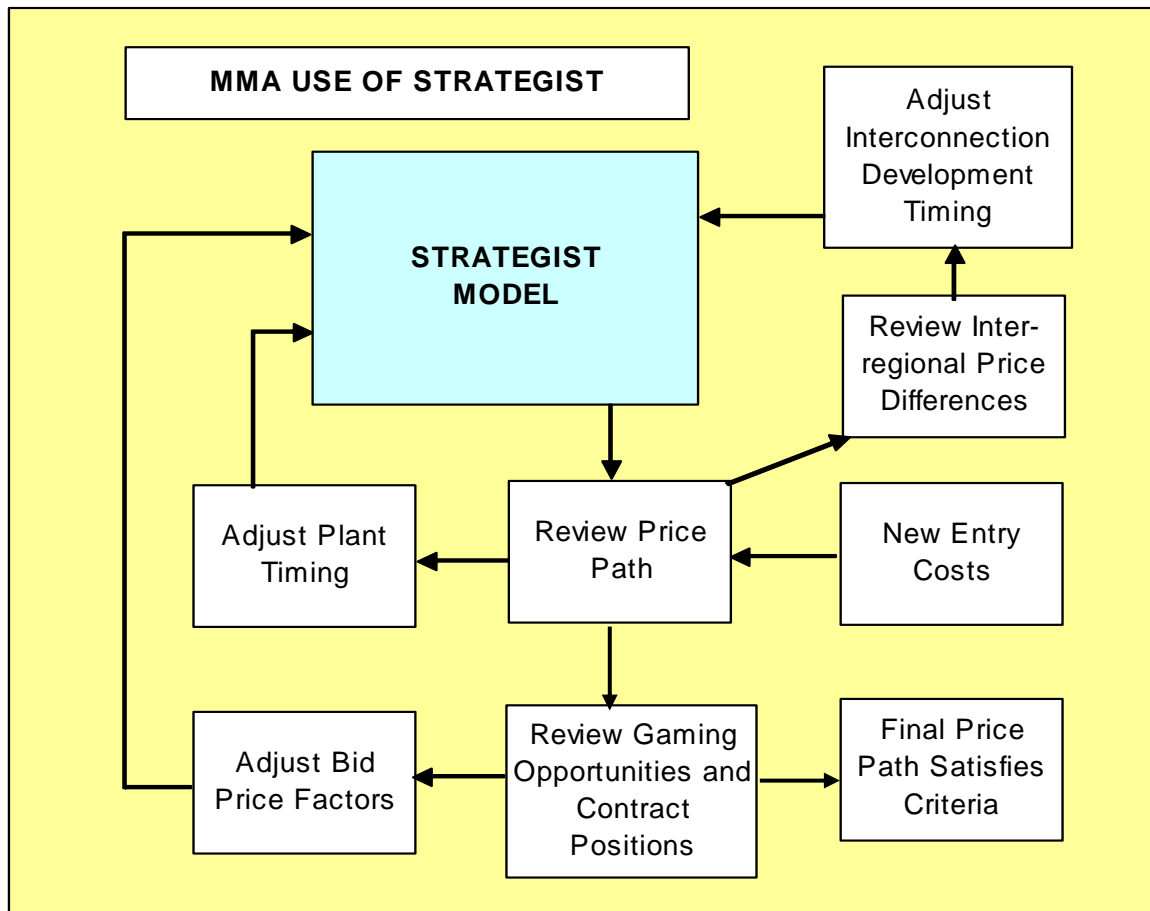 MMA USE OF STRATEGIST
Adjust
Interconnection
Development
Timing
STRATEGIST
MODEL
Review Inter-
regional Price
Differences
Adjust Plant
Timing
Review Price
Path
New Entry
Costs
Adjust Bid
Price Factors
Review Gaming
Opportunities and
Contract
Positions
Final Price
Path Satisfies
Criteria